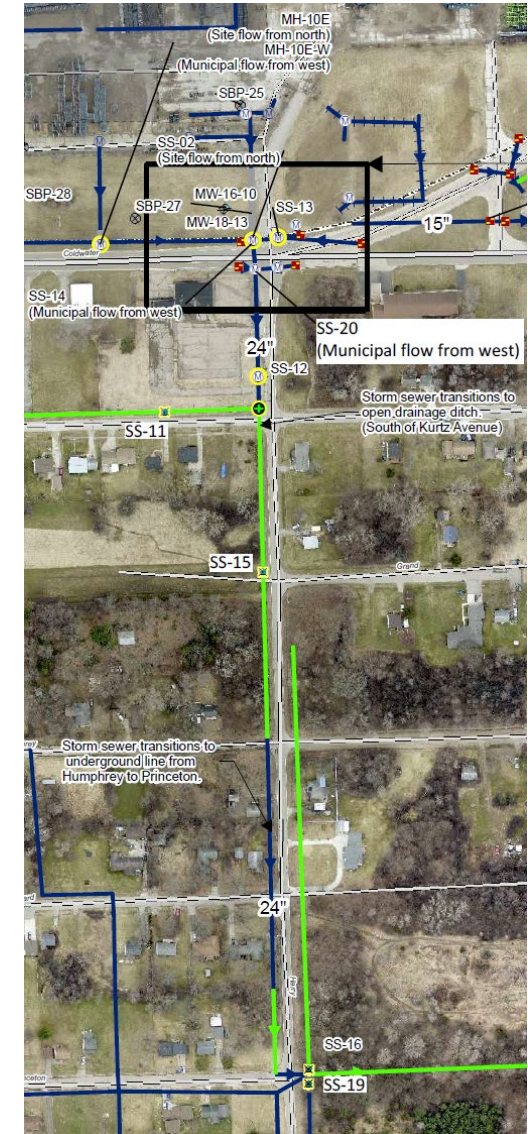 MH-10E
(Site flow from north)
MH-10E-W
(Municipal flow from west)
SBP-25
SS-02
(Site flow from north)
SBP-28
MW-16-10
SBP-27
MW-18-13
SS-13
15"
Coldwater
SS-14
(Municipal flow from west)
SS-20
(Municipal flow from west)
24"
SS-12
Storm sewer transitions to
open drainage ditch.
(South of Kurtz Avenue)
SS-11
SS-15
Grand
Storm sewer transitions to
underground line from
Humphrey to Princeton.
24"
SS-16
SS-19